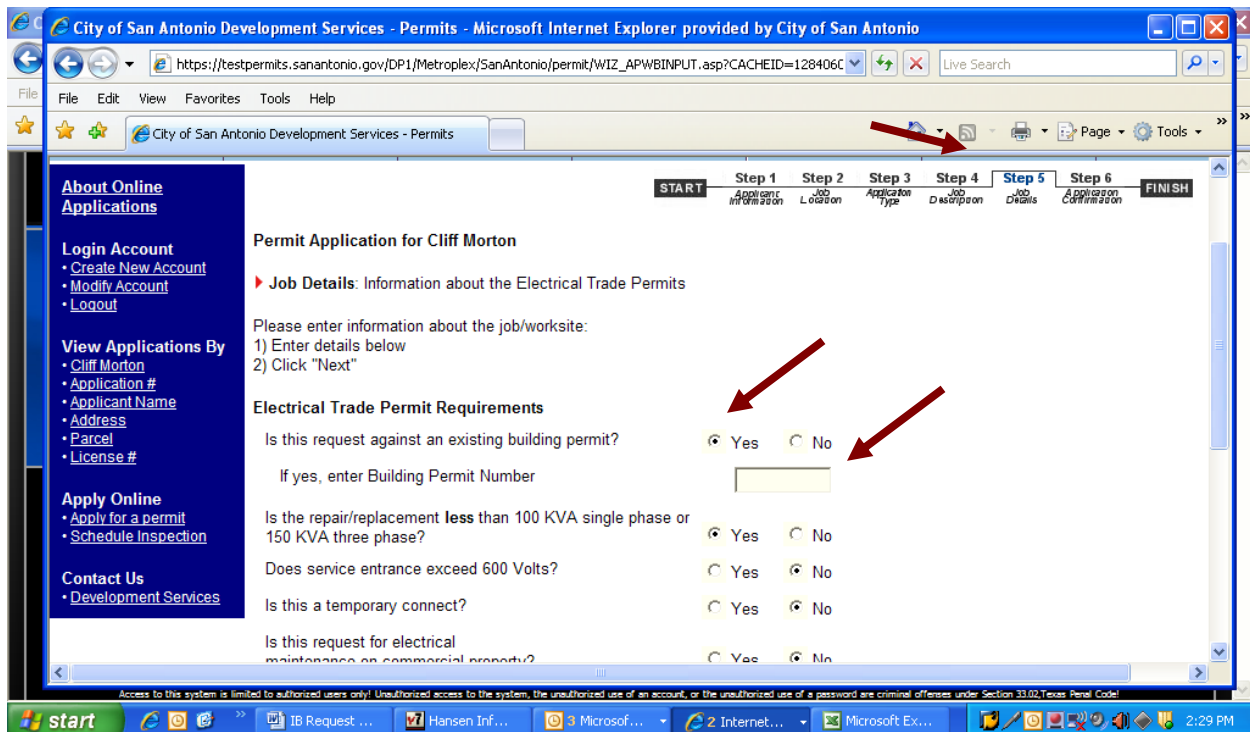 City of San Antonio Development Services - Permits - Microsoft Internet Explorer provided by City of San Antonio
https://testpermits.sanantonio.gov/DP1/Metroplex/SanAntonio/permit/WIZ_APWBINPUT.asp?CACHEID=128406C
Live Search
File
File Edit View Favorites Tools Help
City of San Antonio Development Services - Permits
Page Tools
START Step 1 Step 2 Step 3 Step 4 Step 5 Step 6 FINISH
Applicant Information Job Location Application Type Job Description Job Details Application Confirmation
About Online Applications
Login Account
• Create New Account
• Modify Account
• Logout
View Applications By
• Cliff Morton
• Application #
• Applicant Name
• Address
• Parcel
• License #
Apply Online
• Apply for a permit
• Schedule Inspection
Contact Us
• Development Services
Permit Application for Cliff Morton
Job Details: Information about the Electrical Trade Permits
Please enter information about the job/worksite:
1) Enter details below
2) Click "Next"
Electrical Trade Permit Requirements
Is this request against an existing building permit? Yes No
If yes, enter Building Permit Number
Is the repair/replacement less than 100 KVA single phase or
150 KVA three phase? Yes No
Does service entrance exceed 600 Volts? Yes No
Is this a temporary connect? Yes No
Is this request for electrical
maintenance on commercial property? Yes No
Access to this system is limited to authorized users only! Unauthorized access to the system, the unauthorized use of an account, or the unauthorized use of a password are criminal offenses under Section 33.02,Texas Penal Code!
start IB Request ... Hansen Inf... 3 Microsof... 2 Internet... Microsoft Ex... 2:29 PM